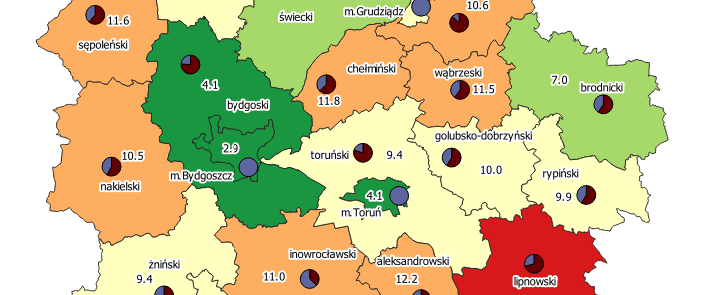 10.6
m.Grudziądz
świecki
11.6
sępoleński
chełmiński
wąbrzeski
7.0
4.1
brodnicki
11.5
11.8
bydgoski
golubsko-dobrzyński
2.9
toruński 9.4
10.5
10.0
m.Bydgoszcz
rypiński
nakielski
4.1
9.9
m.Toruń
inowrocławski
aleksandrowski
żniński
11.0
12.2
lipnowski
9.4